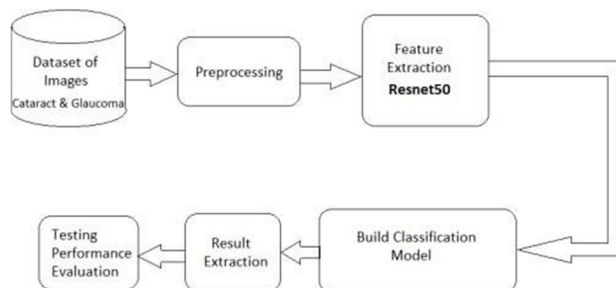 Dataset of
Images
Cataract & Glaucoma
Preprocessing
Feature
Extraction
Resnet50
Build Classification
Model
Result
Extraction
Testing
Performance
Evaluation